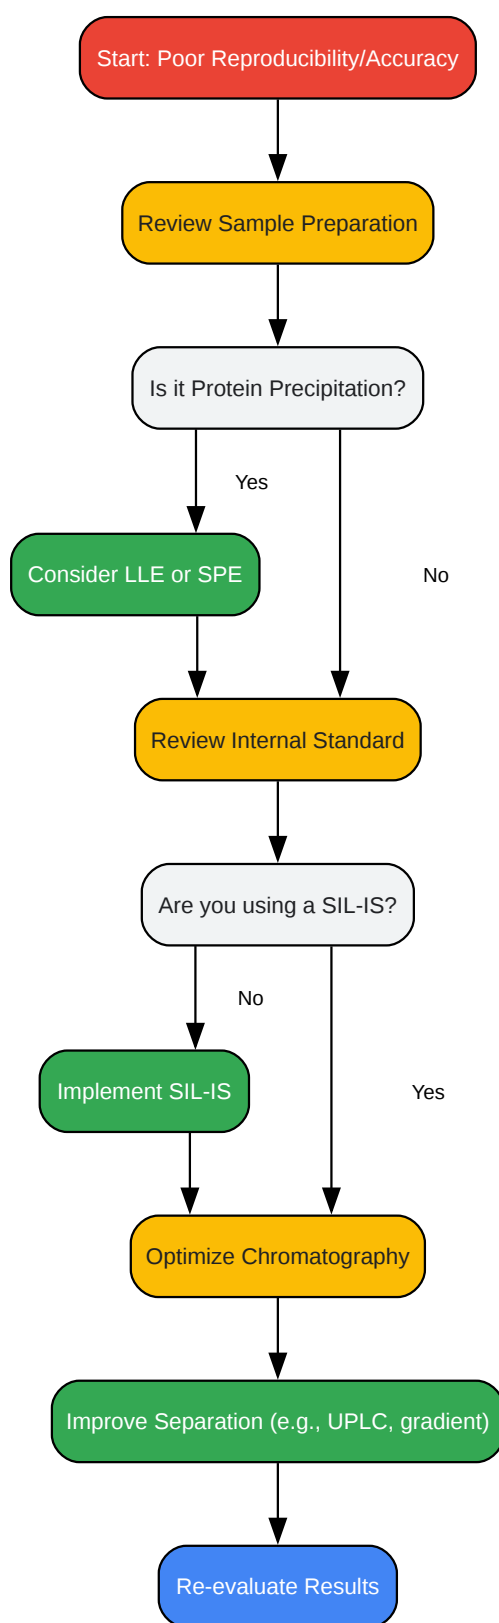 Start: Poor Reproducibility/Accuracy
Review Sample Preparation
Is it Protein Precipitation?
Yes
Consider LLE or SPE
No
Review Internal Standard
Are you using a SIL-IS?
No
Implement SIL-IS
Yes
Optimize Chromatography
Improve Separation (e.g., UPLC, gradient)
Re-evaluate Results